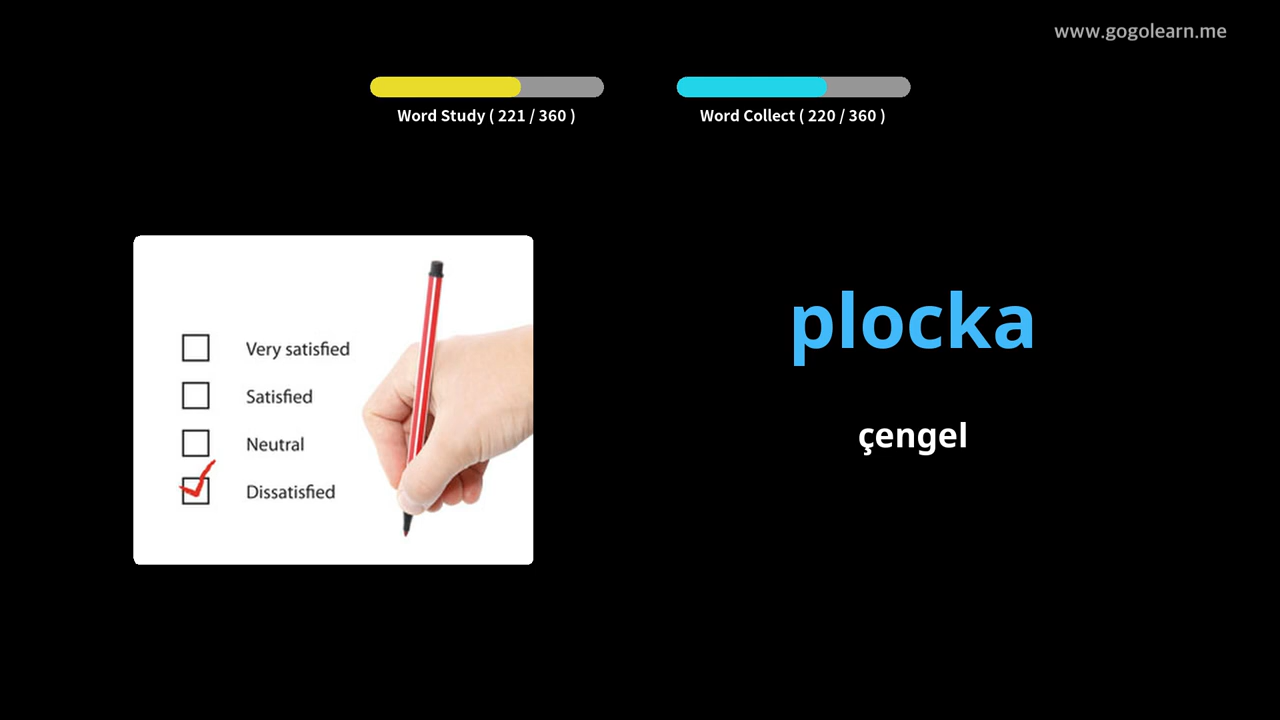 www.gogolearn.me
Word Study ( 221 / 360 )
Word Collect ( 220 / 360 )
Very satisfied
Satisfied
Neutral
Dissatisfied
plocka
çengel